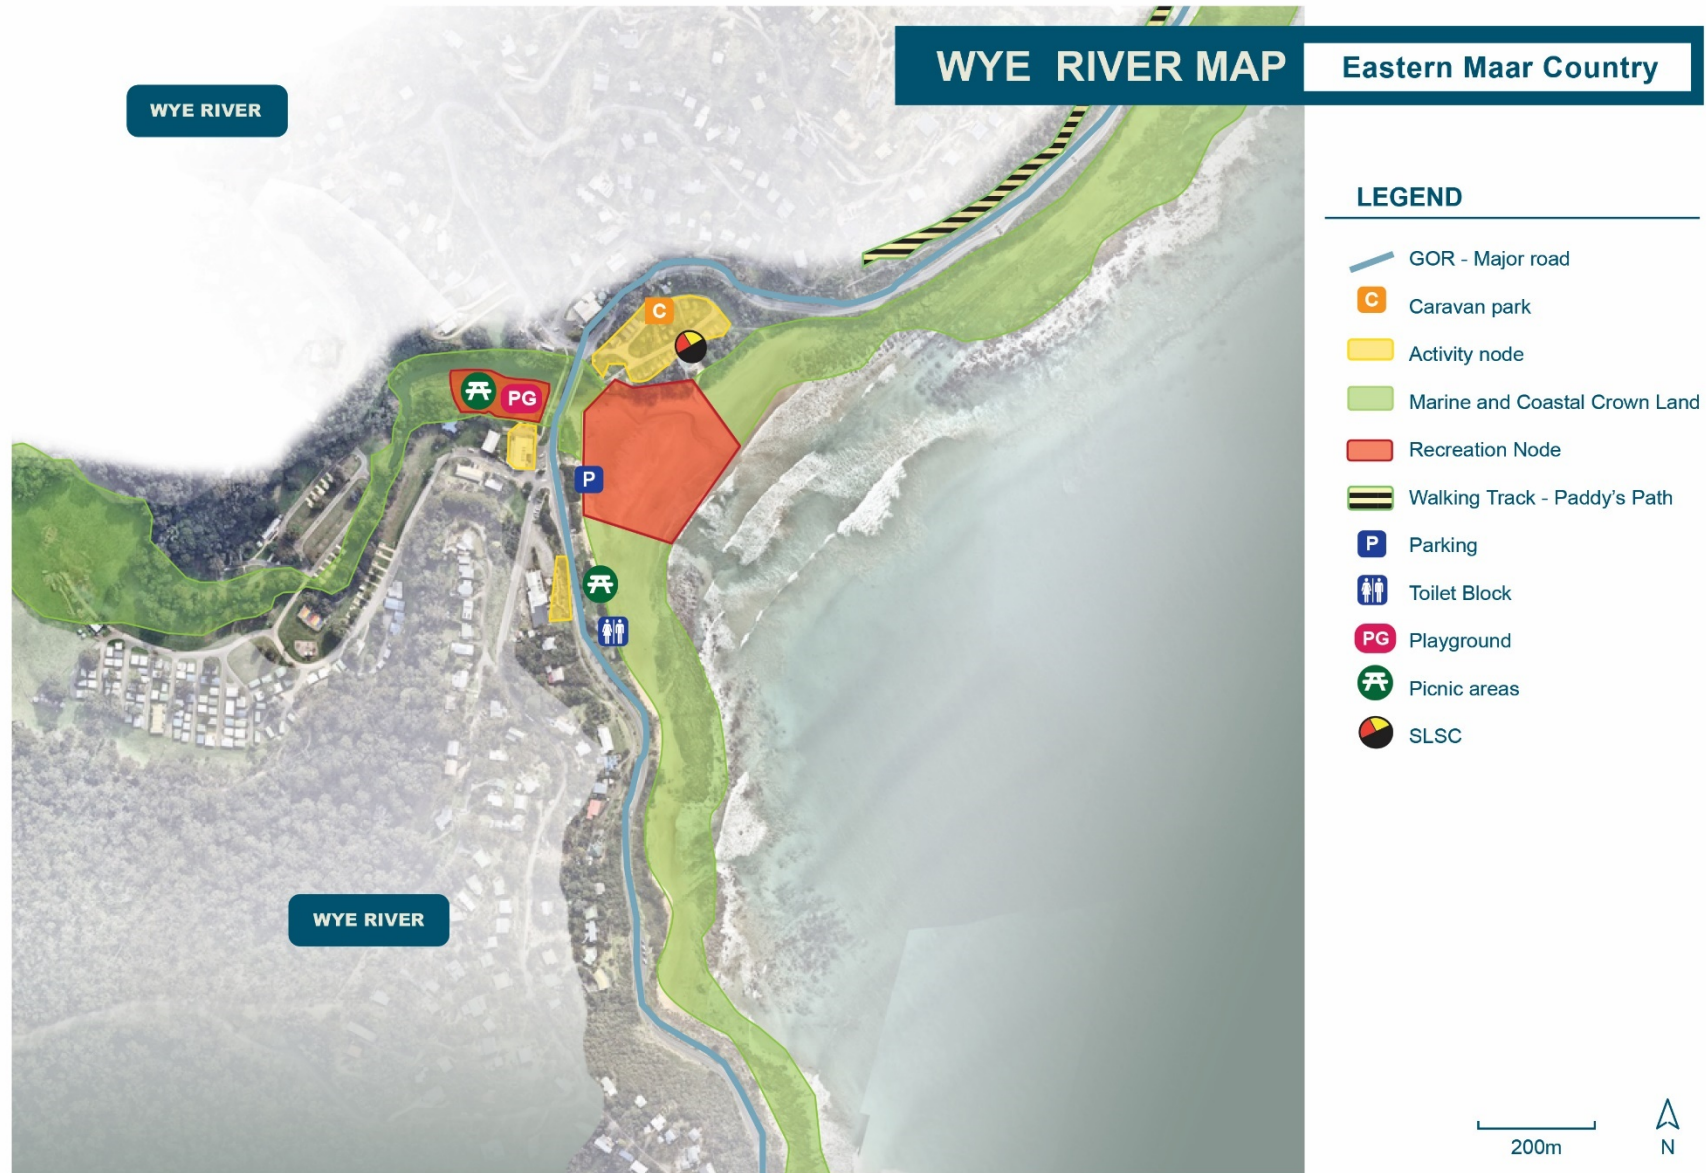 WYE RIVER MAP
Eastern Maar Country
WYE RIVER
LEGEND
GOR - Major road
C
Caravan park
Activity node
Marine and Coastal Crown Land
Recreation Node
Walking Track - Paddy's Path
P
Parking
Toilet Block
PG
Playground
Picnic areas
SLSC
C
PG
P
WYE RIVER
200m
N